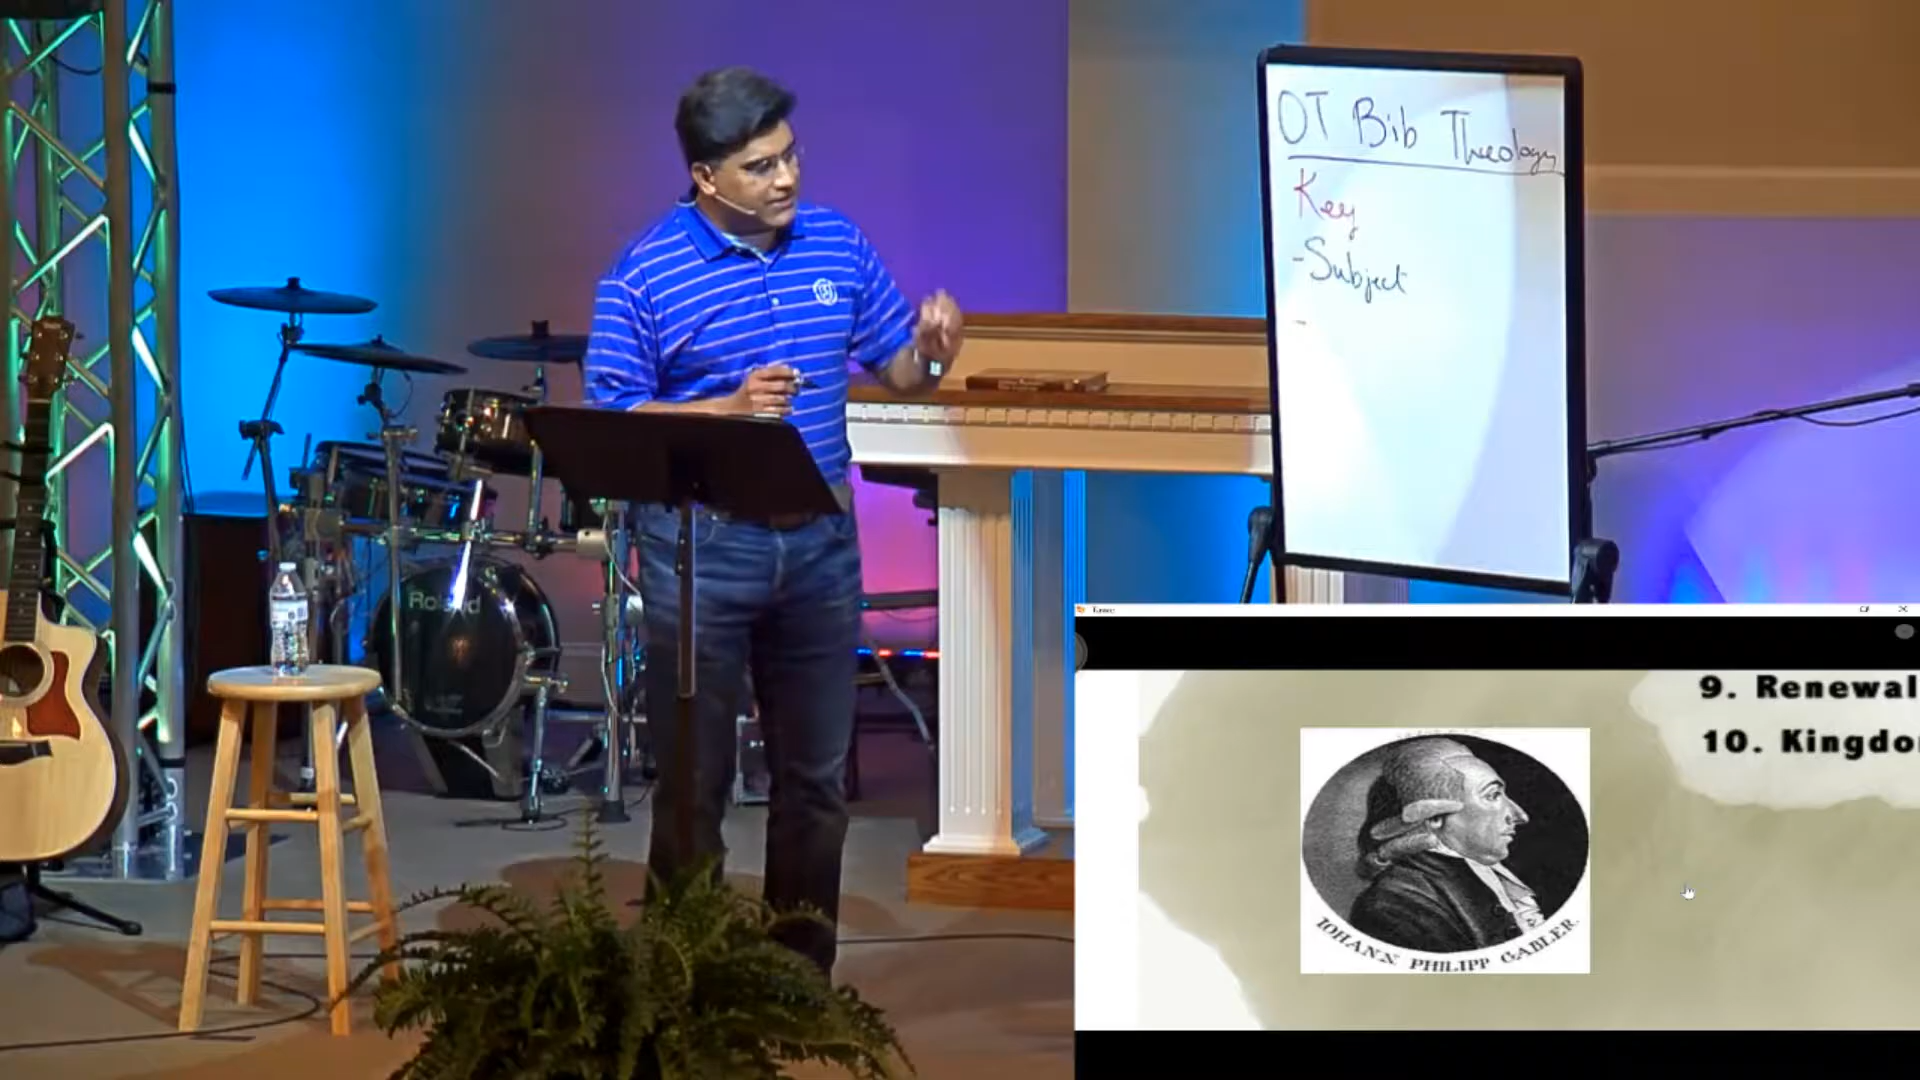 OT Bib Theology
Key
- Subject
-
Roland
9. Renewal
10. Kingdo
IOHANN PHILIPP GABLER.